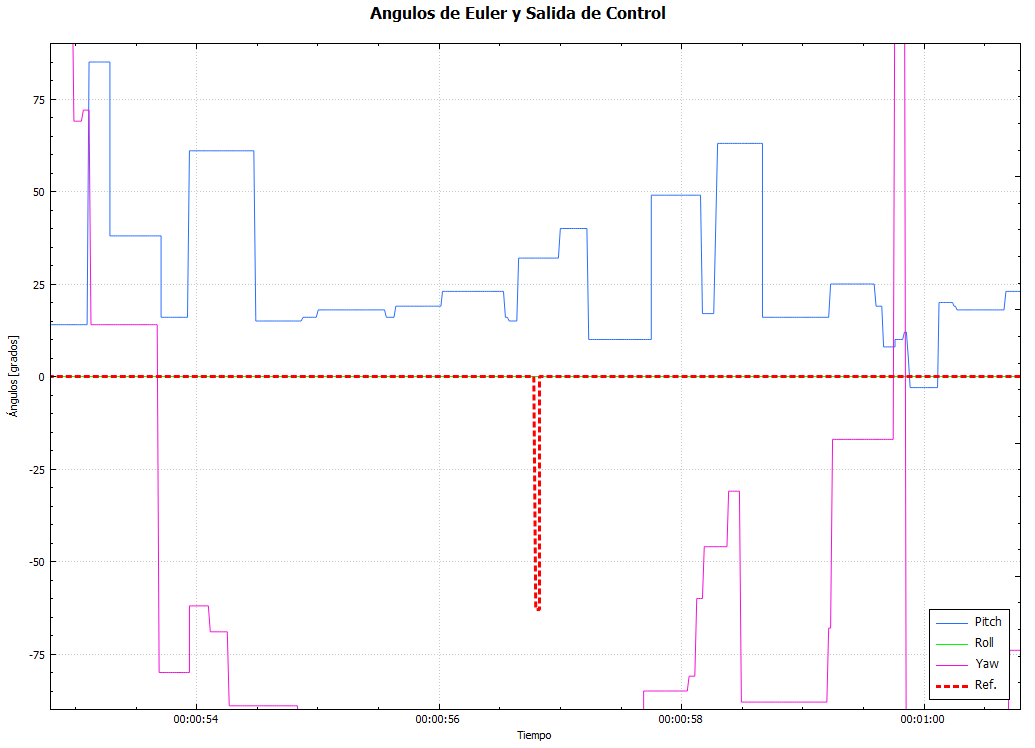 Angulos de Euler y Salida de Control
Ángulos [grados]
75
50
25
0
-25
-50
-75
00:00:54
00:00:56
00:00:58
00:01:00
Tiempo
Pitch
Roll
Yaw
Ref.